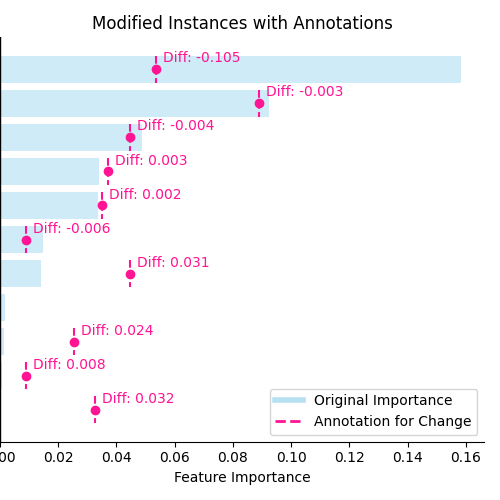 Modified Instances with Annotations
Diff: -0.105
Diff: -0.003
Diff: -0.004
Diff: 0.003
Diff: 0.002
Diff: -0.006
Diff: 0.031
Diff: 0.024
Diff: 0.008
Diff: 0.032
Original Importance
Annotation for Change
00 0.02 0.04 0.06 0.08 0.10 0.12 0.14 0.16
Feature Importance